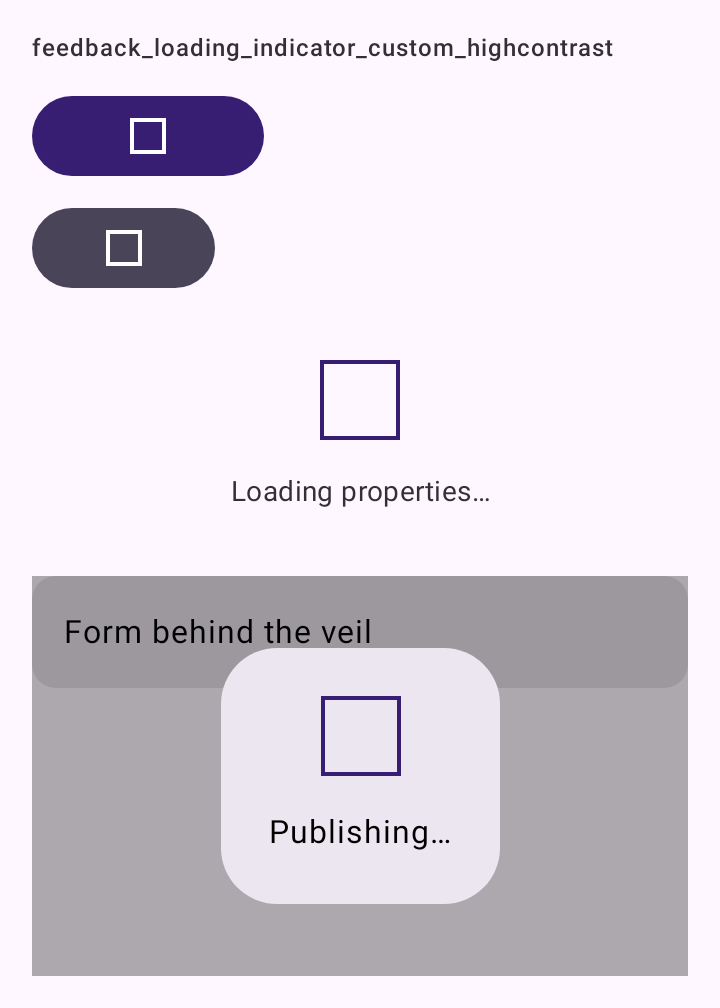 feedback_loading_indicator_custom_highcontrast
Loading properties…
Form behind the veil
Publishing…